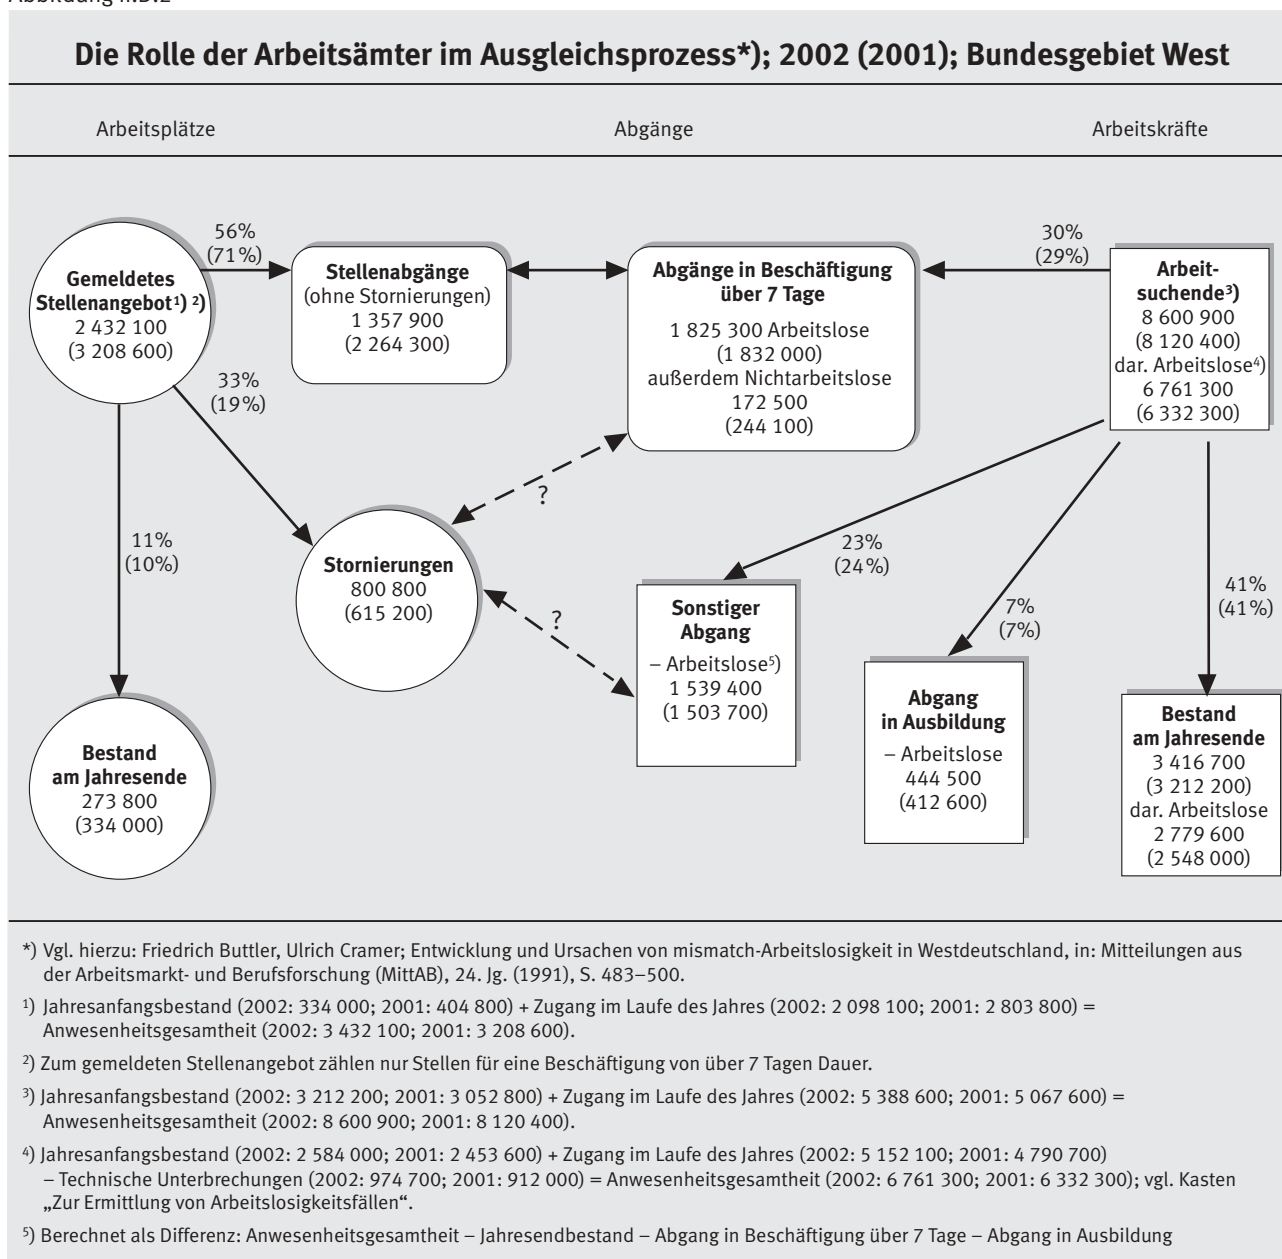 Die Rolle der Arbeitsämter im Ausgleichsprozess*); 2002 (2001); Bundesgebiet West
Arbeitsplätze
Abgänge
Arbeitskräfte
56%
(71%)
30%
(29%)
Gemeldetes
Stellenangebot¹) ²)
2 432 100
(3 208 600)
Stellenabgänge
(ohne Stornierungen)
1 357 900
(2 264 300)
Abgänge in Beschäftigung
über 7 Tage
1 825 300 Arbeitslose
(1 832 000)
außerdem Nichtarbeitslose
172 500
(244 100)
Arbeit-
suchende³)
8 600 900
(8 120 400)
dar. Arbeitslose⁴)
6 761 300
(6 332 300)
33%
(19%)
?
11%
(10%)
Stornierungen
800 800
(615 200)
?
23%
(24%)
7%
(7%)
41%
(41%)
Sonstiger
Abgang
– Arbeitslose⁵)
1 539 400
(1 503 700)
Abgang
in Ausbildung
– Arbeitslose
444 500
(412 600)
Bestand
am Jahresende
3 416 700
(3 212 200)
dar. Arbeitslose
2 779 600
(2 548 000)
Bestand
am Jahresende
273 800
(334 000)
*) Vgl. hierzu: Friedrich Buttler, Ulrich Cramer; Entwicklung und Ursachen von mismatch-Arbeitslosigkeit in Westdeutschland, in: Mitteilungen aus
der Arbeitsmarkt- und Berufsforschung (MittAB), 24. Jg. (1991), S. 483–500.
¹) Jahresanfangsbestand (2002: 334 000; 2001: 404 800) + Zugang im Laufe des Jahres (2002: 2 098 100; 2001: 2 803 800) =
Anwesenheitsgesamtheit (2002: 3 432 100; 2001: 3 208 600).
²) Zum gemeldeten Stellenangebot zählen nur Stellen für eine Beschäftigung von über 7 Tagen Dauer.
³) Jahresanfangsbestand (2002: 3 212 200; 2001: 3 052 800) + Zugang im Laufe des Jahres (2002: 5 388 600; 2001: 5 067 600) =
Anwesenheitsgesamtheit (2002: 8 600 900; 2001: 8 120 400).
⁴) Jahresanfangsbestand (2002: 2 584 000; 2001: 2 453 600) + Zugang im Laufe des Jahres (2002: 5 152 100; 2001: 4 790 700)
– Technische Unterbrechungen (2002: 974 700; 2001: 912 000) = Anwesenheitsgesamtheit (2002: 6 761 300; 2001: 6 332 300); vgl. Kasten
„Zur Ermittlung von Arbeitslosigkeitsfällen“.
⁵) Berechnet als Differenz: Anwesenheitsgesamtheit – Jahresendbestand – Abgang in Beschäftigung über 7 Tage – Abgang in Ausbildung